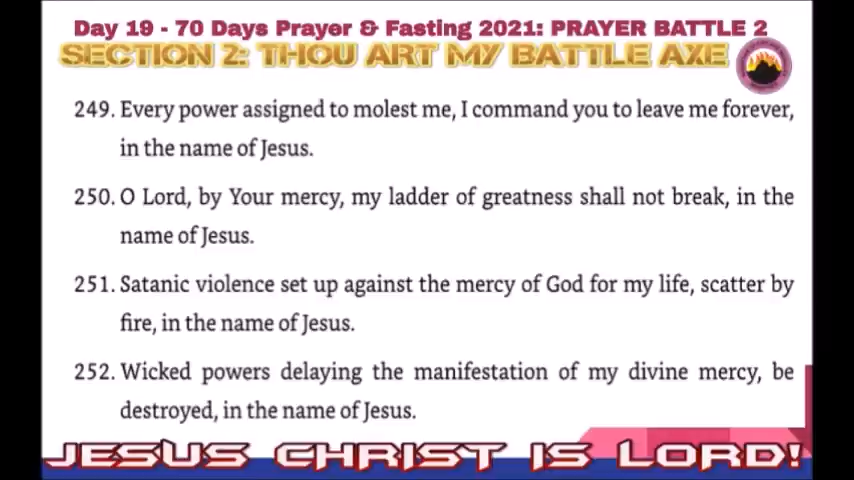 Day 19 - 70 Days Prayer & Fasting 2021: PRAYER BATTLE 2
SECTION 2: THOU ART MY BATTLE AXE
249. Every power assigned to molest me, I command you to leave me forever,
in the name of Jesus.
250. O Lord, by Your mercy, my ladder of greatness shall not break, in the
name of Jesus.
251. Satanic violence set up against the mercy of God for my life, scatter by
fire, in the name of Jesus.
252. Wicked powers delaying the manifestation of my divine mercy, be
destroyed, in the name of Jesus.
JESUS CHRIST IS LORD!